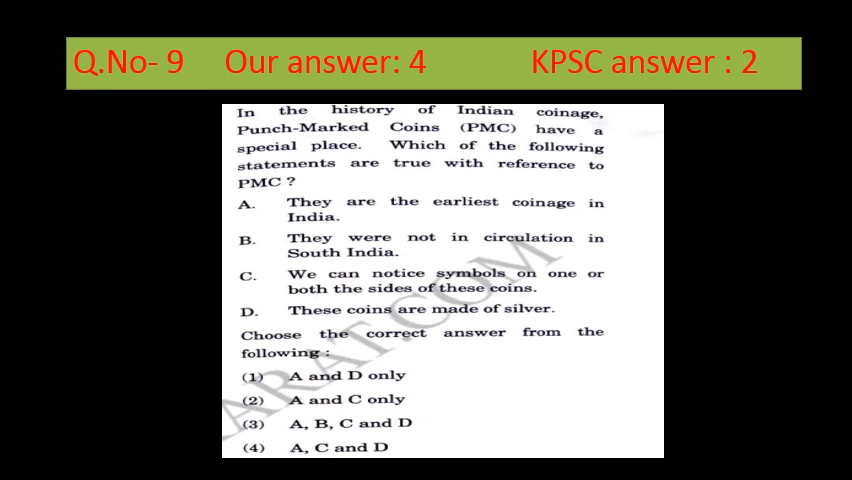 Q.No- 9 Our answer: 4 KPSC answer : 2
In the history of Indian coinage,
Punch-Marked Coins (PMC) have a
special place. Which of the following
statements are true with reference to
PMC ?
A. They are the earliest coinage in
India.
B. They were not in circulation in
South India.
C. We can notice symbols on one or
both the sides of these coins.
D. These coins are made of silver.
Choose the correct answer from the
following :
(1) A and D only
(2) A and C only
(3) A, B, C and D
(4) A, C and D
ARAT.COM